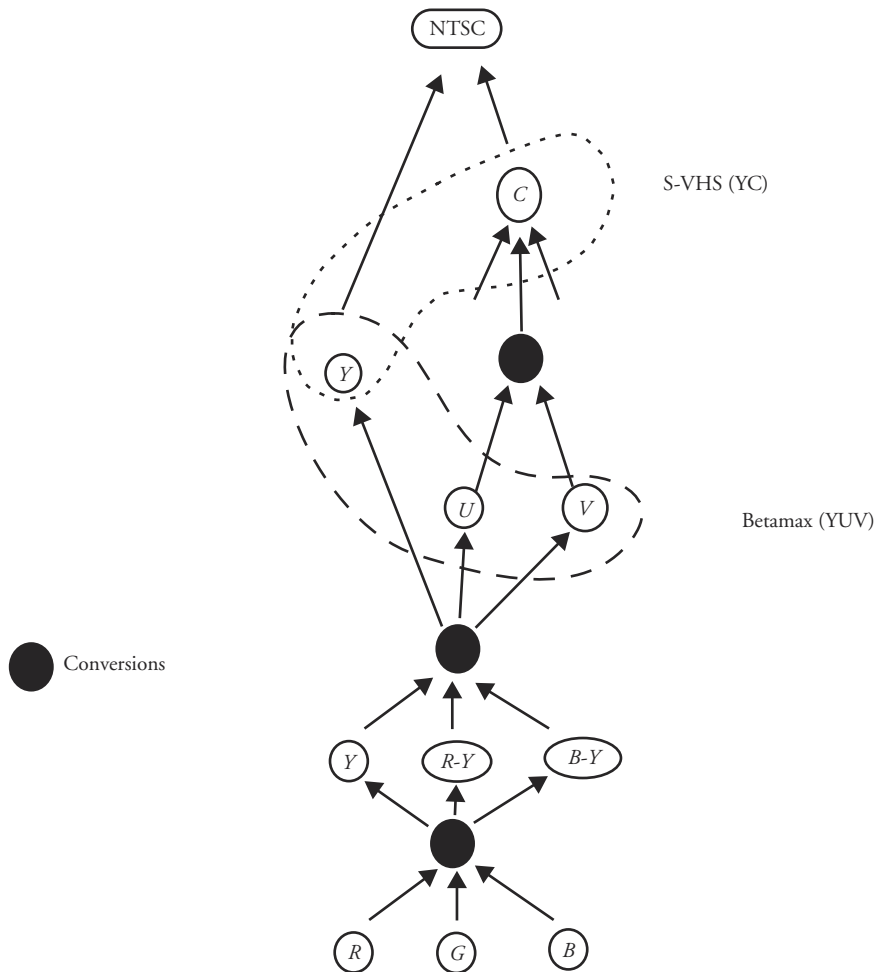 NTSC
C
S-VHS (YC)
Y
U
V
Betamax (YUV)
Conversions
Y
R-Y
B-Y
R
G
B